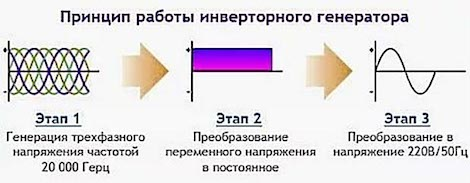 Принцип работы инверторного генератора
+
-
+
-
+
-
Этап 1
Генерация трехфазного
напряжения частотой
20 000 Герц
Этап 2
Преобразование
переменного напряжения
в постоянное
Этап 3
Преобразование в
напряжение 220В/50Гц